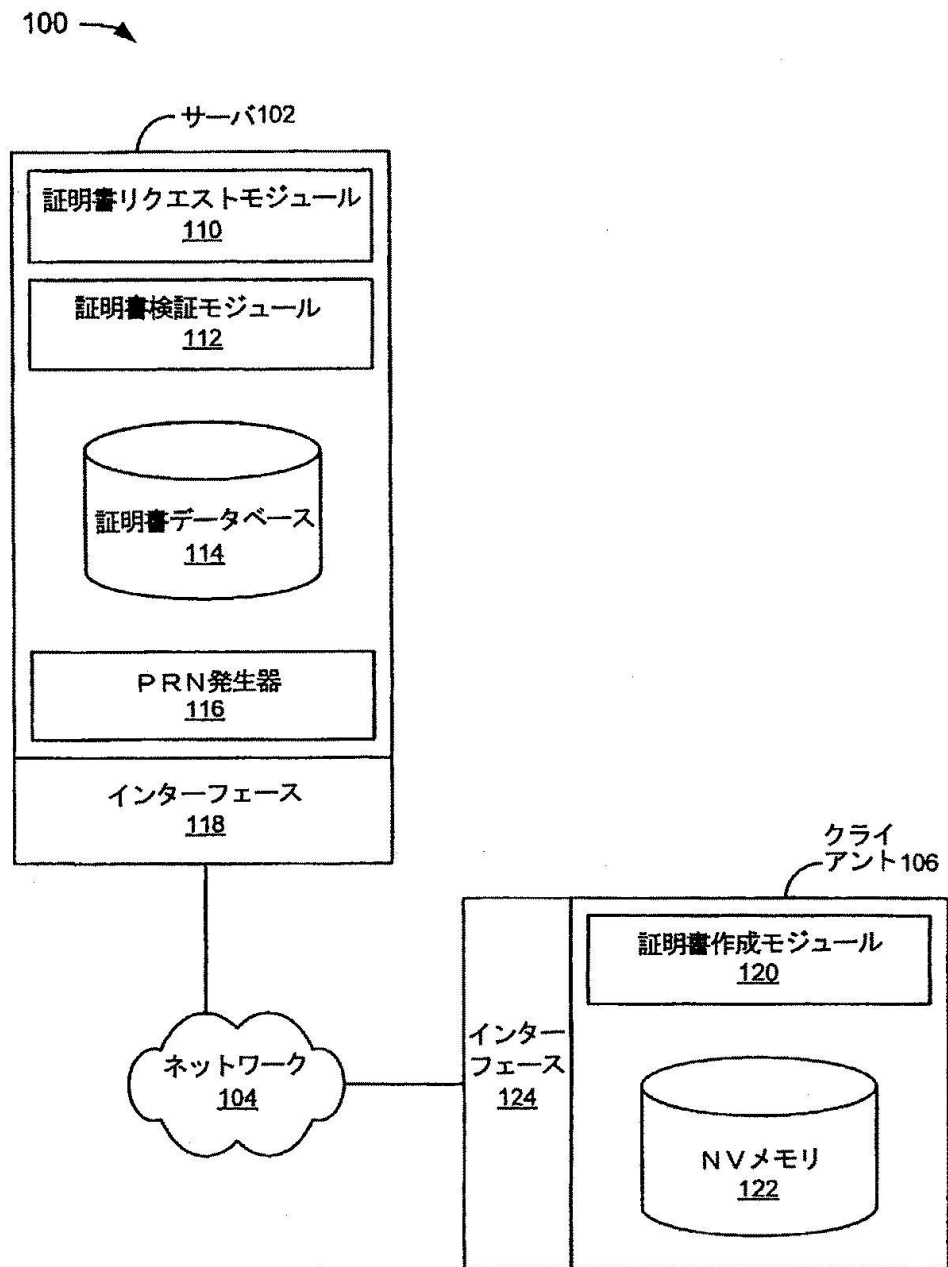 100
サーバ102
証明書リクエストモジュール
110
証明書検証モジュール
112
証明書データベース
114
PRN発生器
116
インターフェース
118
クライ
アント106
証明書作成モジュール
120
インター
フェース
124
ネットワーク
104
NVメモリ
122